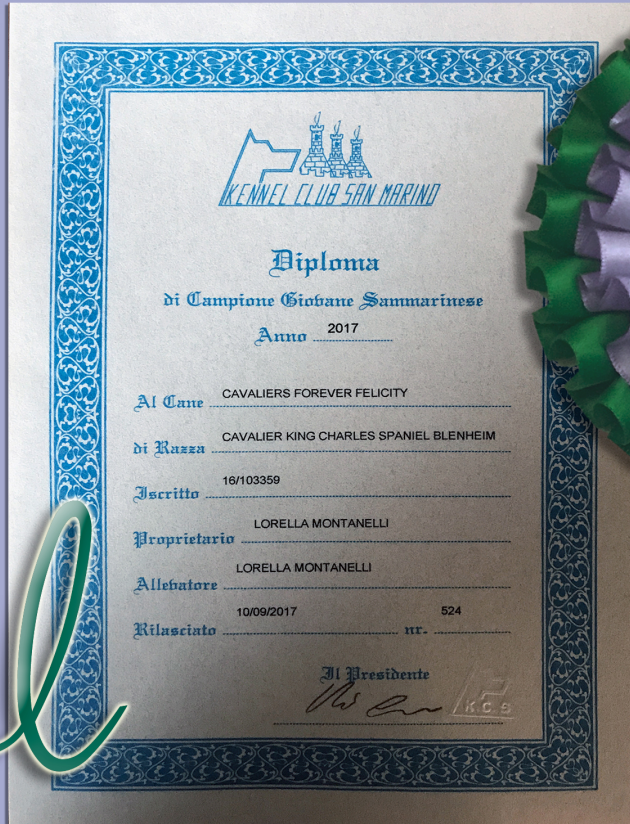 KENNEL CLUB SAN MARINO
Diploma
di Campione Giovane Sammarinese
Anno 2017
Al Cane CAVALIERS FOREVER FELICITY
di Razza CAVALIER KING CHARLES SPANIEL BLENHEIM
Iscritto 16/103359
Proprietario LORELLA MONTANELLI
Allevatore LORELLA MONTANELLI
Rilasciato 10/09/2017 nr. 524
Il Presidente
K.C.S
l